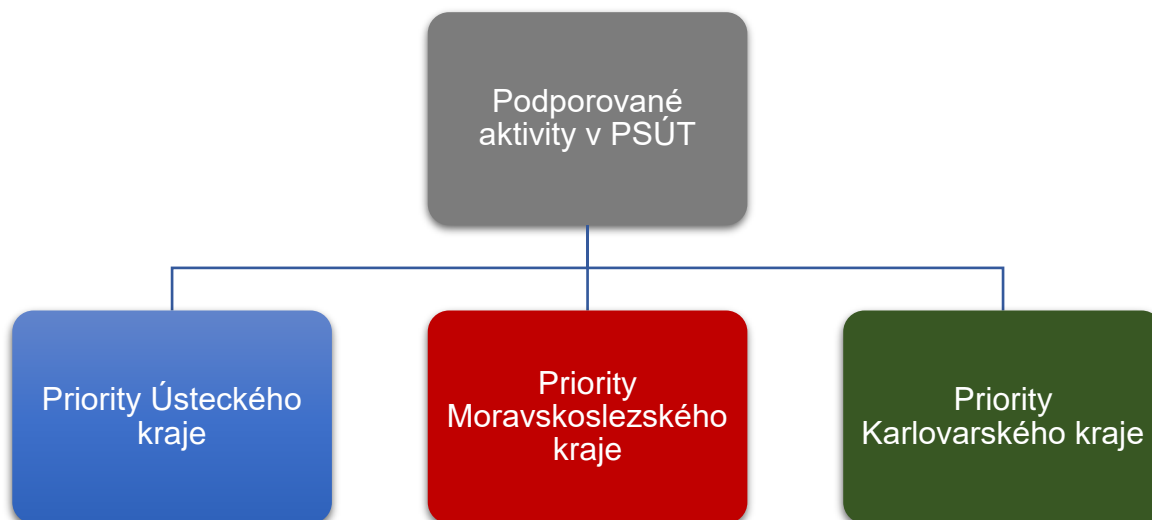 Podporované
aktivity v PSÚT
Priority Ústeckého
kraje
Priority
Moravskoslezského
kraje
Priority
Karlovarského kraje